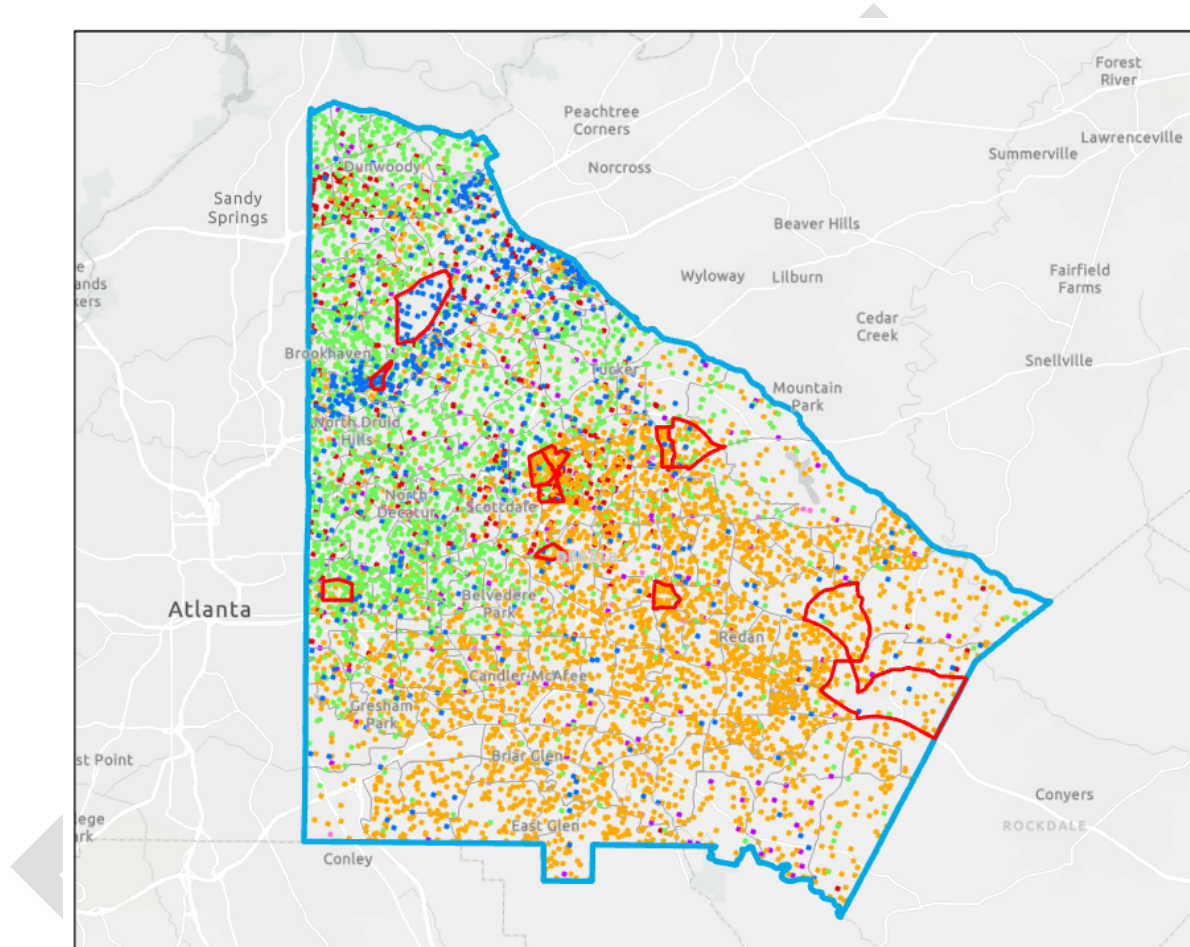 Forest
River
Peachtree
Corners
Lawrenceville
Summerville
Norcross
Dunwoody
Sandy
Springs
Beaver Hills
Wyloway
Lilburn
Fairfield
Farms
Cedar
Creek
Brookhaven
Snellville
Tucker
Mountain
Park
North Druid
Hills
North
Decatur
Scottdale
Belvedere
Park
Atlanta
Redan
Candler-McAfee
Gresham
Park
Briar Glen
st Point
Conyers
ROCKDALE
East Glen
Conley